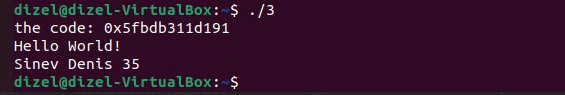 dizel@dizel-VirtualBox:~$ ./3
the code: 0x5fbdb311d191
Hello World!
Sinev Denis 35
dizel@dizel-VirtualBox:~$